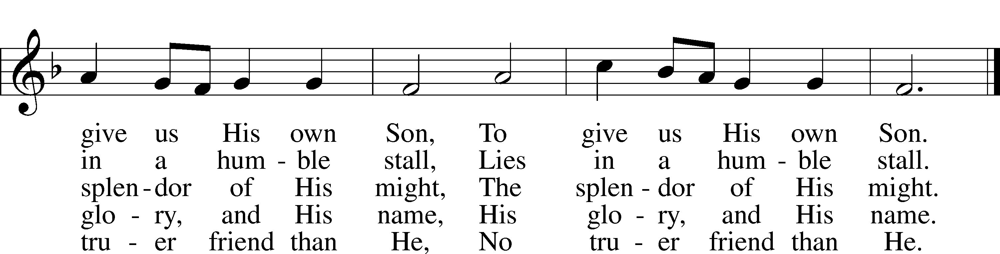 give us His own Son, To give us His own Son.
in a hum - ble stall, Lies in a hum - ble stall.
splen - dor of His might, The splen - dor of His might.
glo - ry, and His name, His glo - ry, and His name.
tru - er friend than He, No tru - er friend than He.